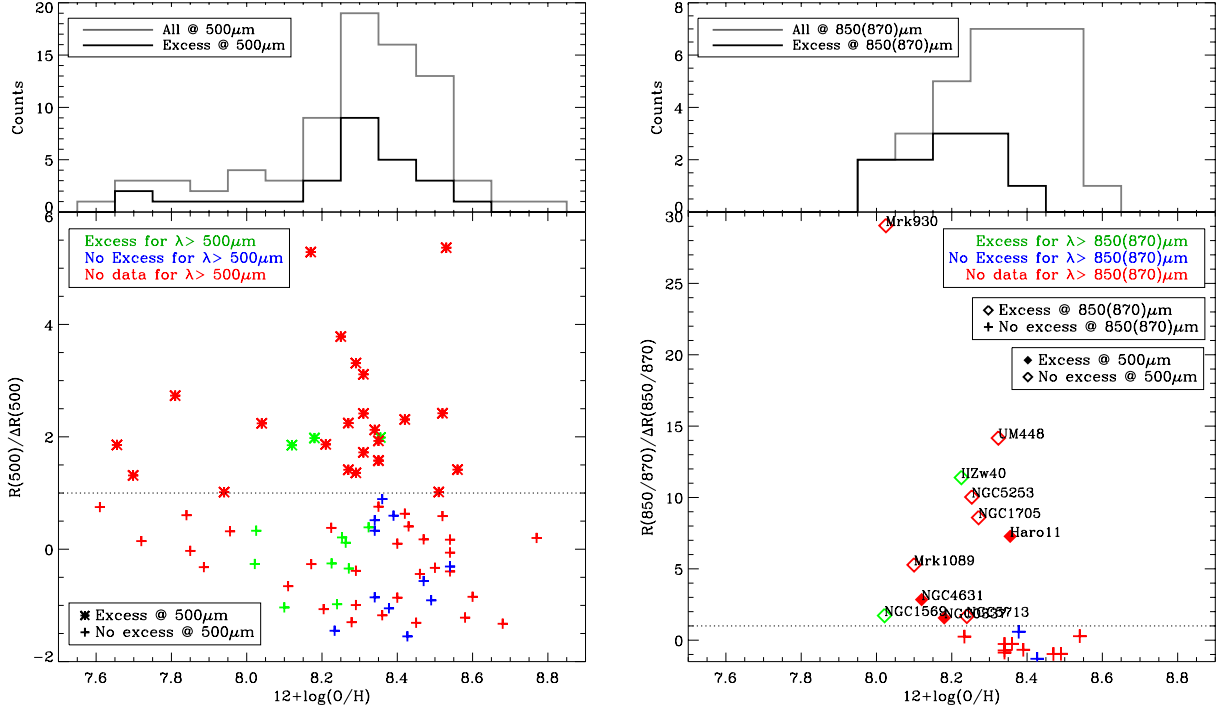 All @ 500μm
Excess @ 500μm
Counts
20
15
10
5
0
Excess for λ> 500μm
No Excess for λ> 500μm
No data for λ> 500μm
R(500)/ΔR(500)
6
4
2
0
-2
Excess @ 500μm
No excess @ 500μm
7.6 7.8 8.0 8.2 8.4 8.6 8.8
12+log(O/H)
All @ 850(870)μm
Excess @ 850(870)μm
Counts
8
6
4
2
0
Mrk930
Excess for λ> 850(870)μm
No Excess for λ> 850(870)μm
No data for λ> 850(870)μm
Excess @ 850(870)μm
No excess @ 850(870)μm
Excess @ 500μm
No excess @ 500μm
R(850/870)/ΔR(850/870)
30
25
20
15
10
5
0
UM448
IIZw40
NGC5253
NGC1705
Haro11
Mrk1089
NGC4631
NGC1569
NGC5713
7.6 7.8 8.0 8.2 8.4 8.6 8.8
12+log(O/H)